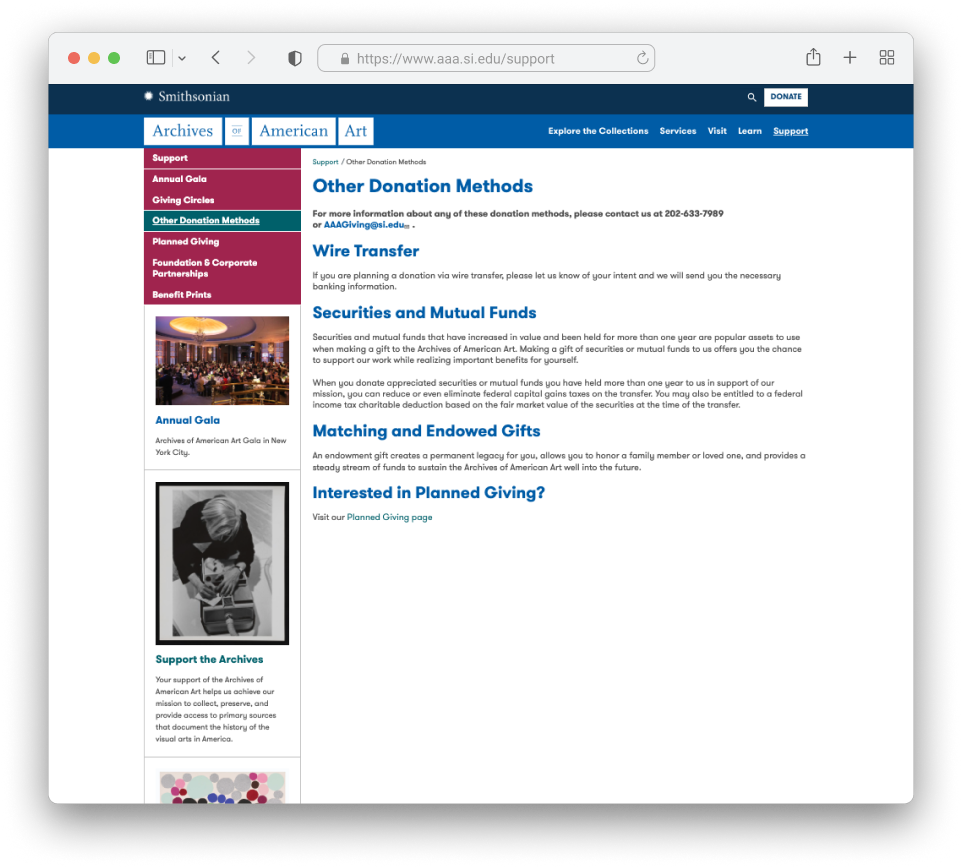 https://www.aaa.si.edu/support
Smithsonian
DONATE
Archives OF American Art
Explore the Collections Services Visit Learn Support
Support
Annual Gala
Giving Circles
Other Donation Methods
Planned Giving
Foundation & Corporate
Partnerships
Benefit Prints
Annual Gala
Archives of American Art Gala in New
York City.
Support the Archives
Your support of the Archives of
American Art helps us achieve our
mission to collect, preserve, and
provide access to primary sources
that document the history of the
visual arts in America.
Support / Other Donation Methods
Other Donation Methods
For more information about any of these donation methods, please contact us at 202-633-7989
or AAAGiving@si.edu .
Wire Transfer
If you are planning a donation via wire transfer, please let us know of your intent and we will send you the necessary
banking information.
Securities and Mutual Funds
Securities and mutual funds that have increased in value and been held for more than one year are popular assets to use
when making a gift to the Archives of American Art. Making a gift of securities or mutual funds to us offers you the chance
to support our work while realizing important benefits for yourself.
When you donate appreciated securities or mutual funds you have held more than one year to us in support of our
mission, you can reduce or even eliminate federal capital gains taxes on the transfer. You may also be entitled to a federal
income tax charitable deduction based on the fair market value of the securities at the time of the transfer.
Matching and Endowed Gifts
An endowment gift creates a permanent legacy for you, allows you to honor a family member or loved one, and provides a
steady stream of funds to sustain the Archives of American Art well into the future.
Interested in Planned Giving?
Visit our Planned Giving page